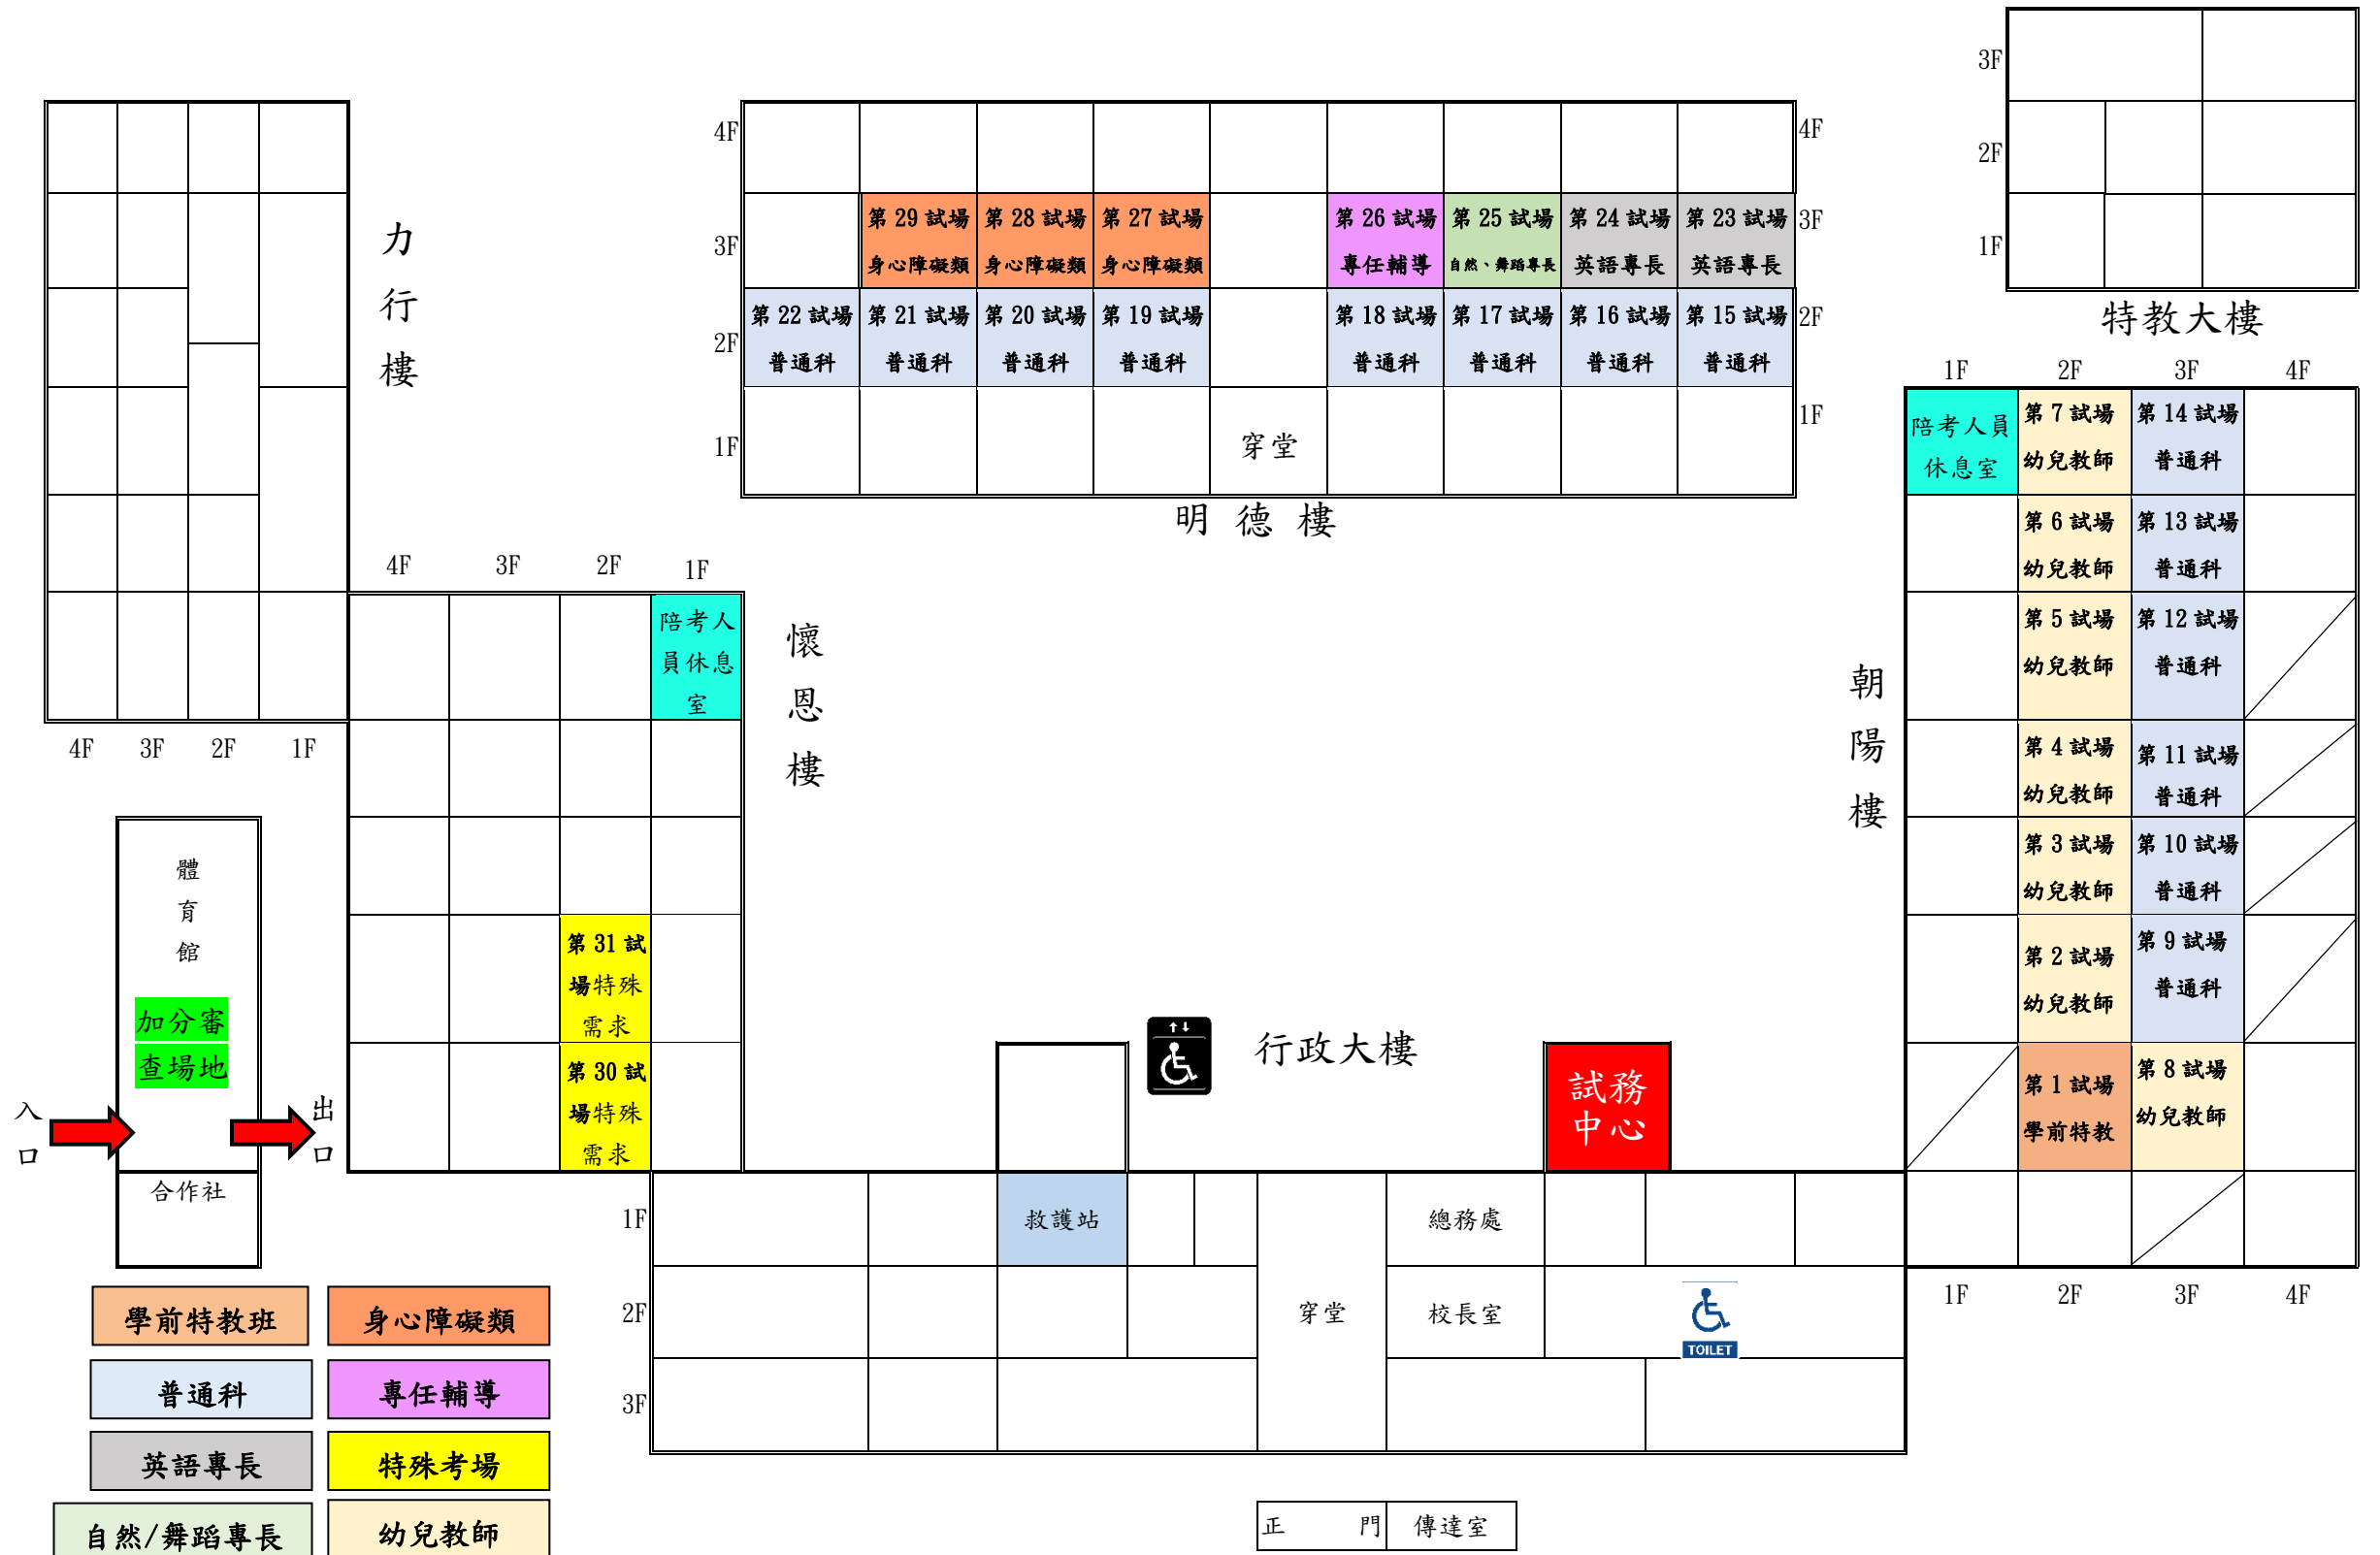 3F
2F
1F
特教大樓
力
行
樓
4F
3F
2F
1F
4F
3F
2F
1F
第 29 試場
身心障礙類
第 28 試場
身心障礙類
第 27 試場
身心障礙類
第 26 試場
專任輔導
第 25 試場
自然、舞蹈專長
第 24 試場
英語專長
第 23 試場
英語專長
第 22 試場
普通科
第 21 試場
普通科
第 20 試場
普通科
第 19 試場
普通科
第 18 試場
普通科
第 17 試場
普通科
第 16 試場
普通科
第 15 試場
普通科
穿堂
明 德 樓
1F
2F
3F
4F
陪考人員
休息室
第 7 試場
幼兒教師
第 14 試場
普通科
第 6 試場
幼兒教師
第 13 試場
普通科
第 5 試場
幼兒教師
第 12 試場
普通科
第 4 試場
幼兒教師
第 11 試場
普通科
第 3 試場
幼兒教師
第 10 試場
普通科
第 2 試場
幼兒教師
第 9 試場
普通科
第 1 試場
學前特教
第 8 試場
幼兒教師
1F
2F
3F
4F
朝
陽
樓
4F
3F
2F
1F
陪考人
員休息
室
第 31 試
場特殊
需求
第 30 試
場特殊
需求
懷
恩
樓
4F
3F
2F
1F
體
育
館
加分審
查場地
入
口
出
口
合作社
行政大樓
試務
中心
1F
2F
3F
救護站
穿堂
總務處
校長室
TOILET
學前特教班
身心障礙類
普通科
專任輔導
英語專長
特殊考場
自然/舞蹈專長
幼兒教師
正 門
傳達室